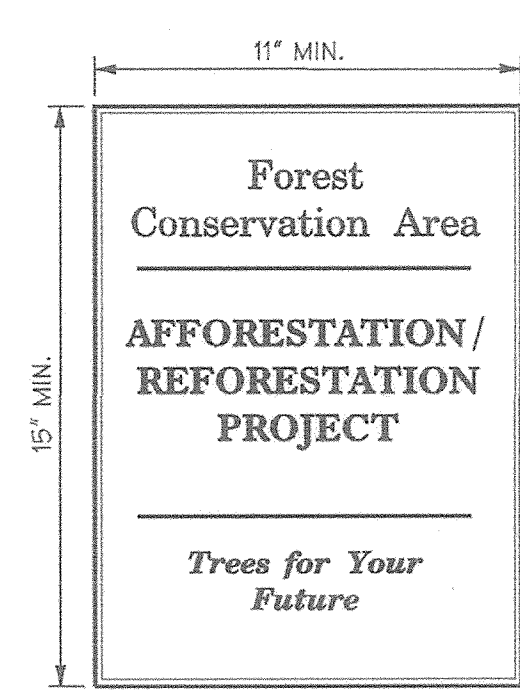 11" MIN.
15" MIN.
Forest
Conservation Area
AFFORESTATION/
REFORESTATION
PROJECT
Trees for Your
Future